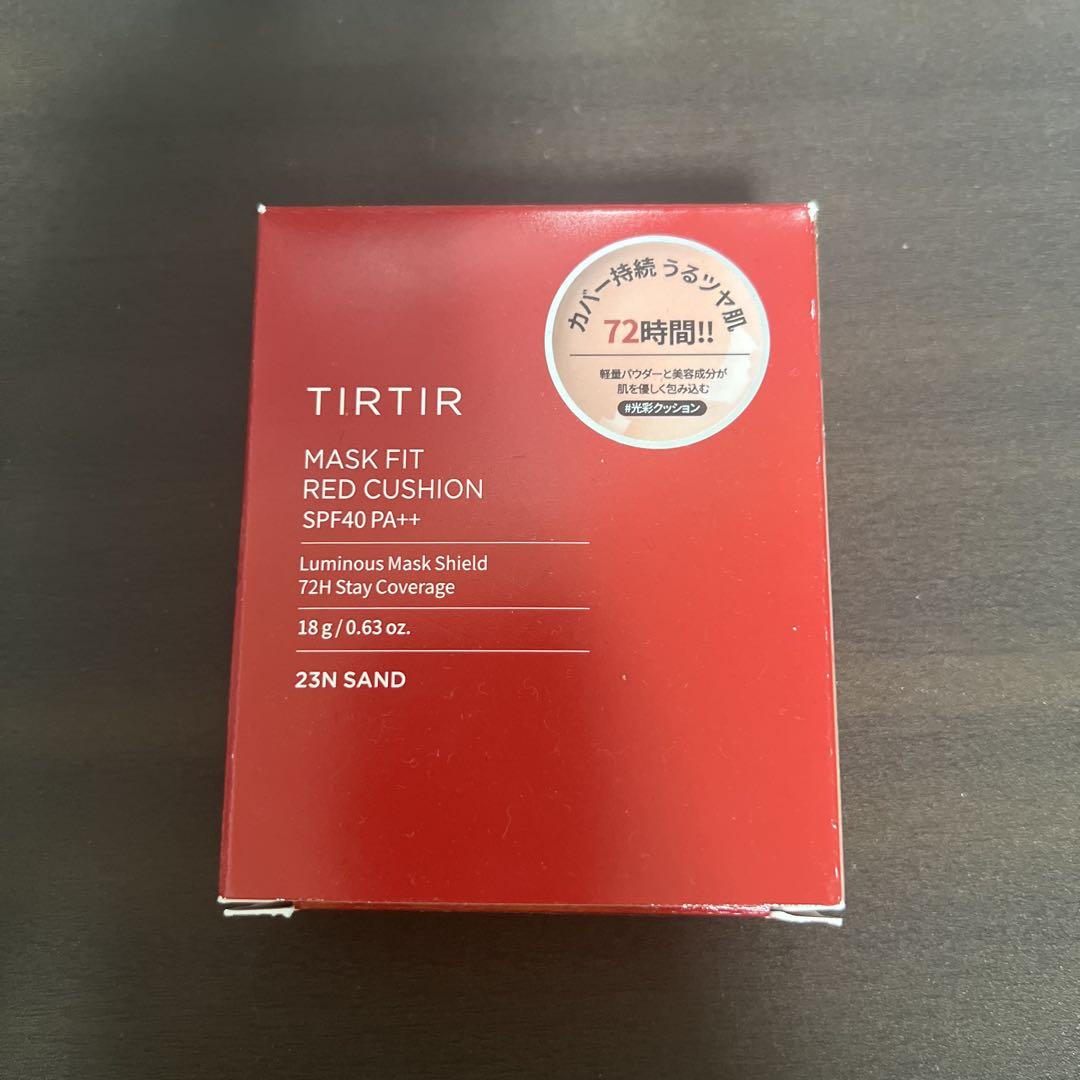 カバー持続 うるツヤ肌
72時間!!
軽量パウダーと美容成分が
肌を優しく包み込む
#光彩クッション
TIRTIR
MASK FIT
RED CUSHION
SPF40 PA++
Luminous Mask Shield
72H Stay Coverage
18 g / 0.63 oz.
23N SAND